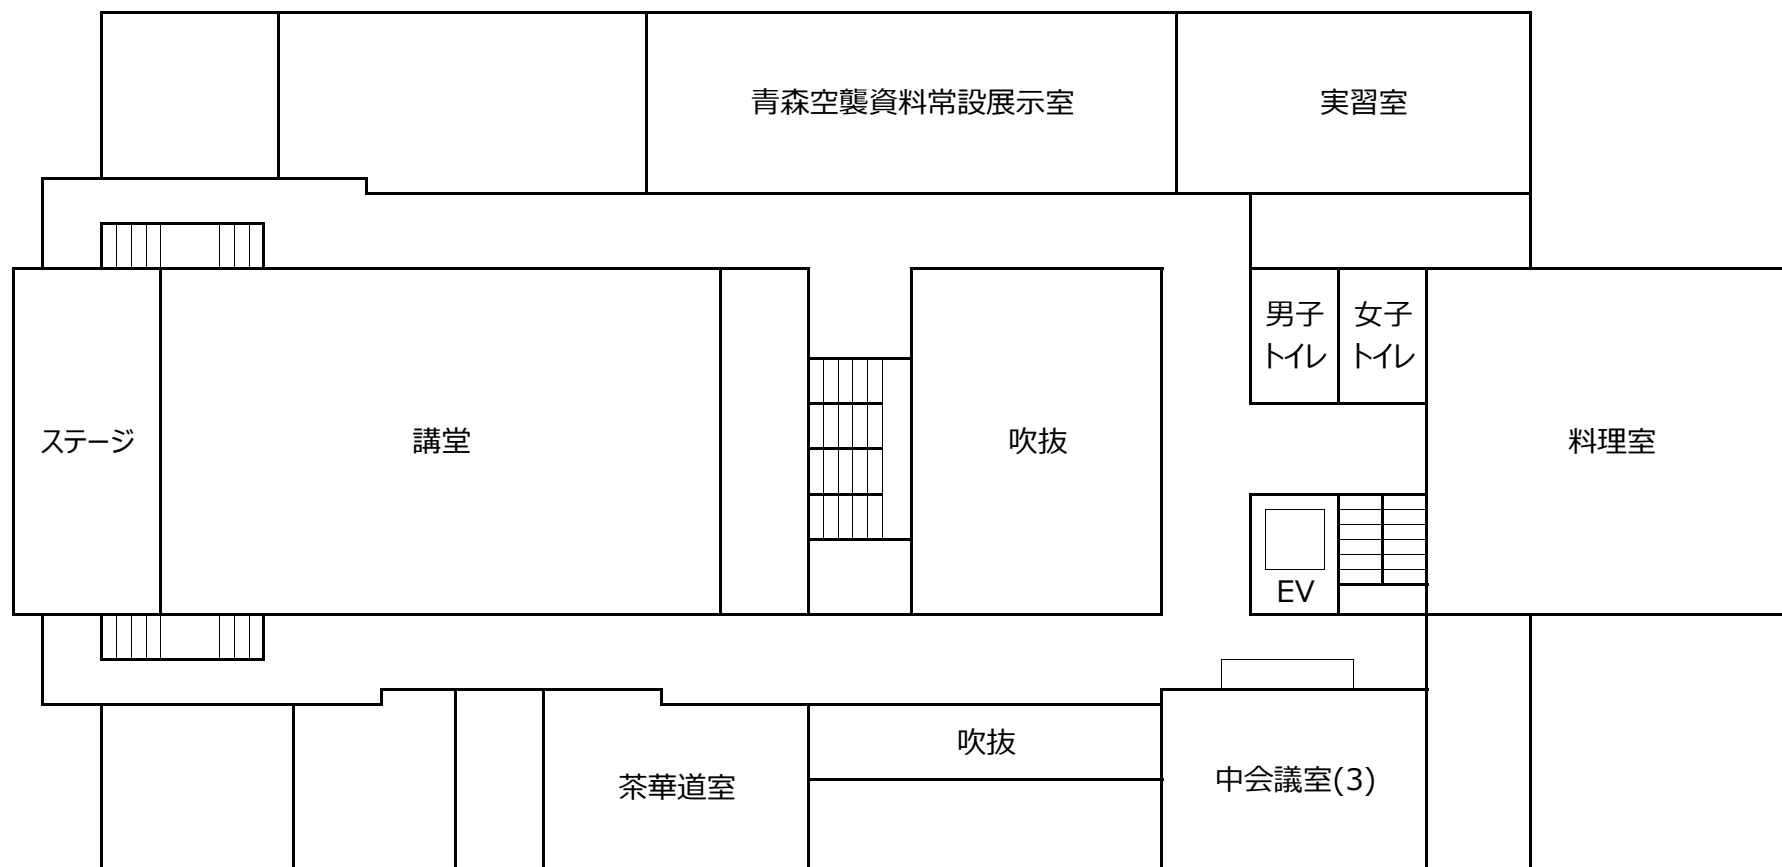 青森空襲資料常設展示室
実習室
男子
トイレ
女子
トイレ
ステージ
講堂
吹抜
料理室
EV
吹抜
茶華道室
中会議室(3)